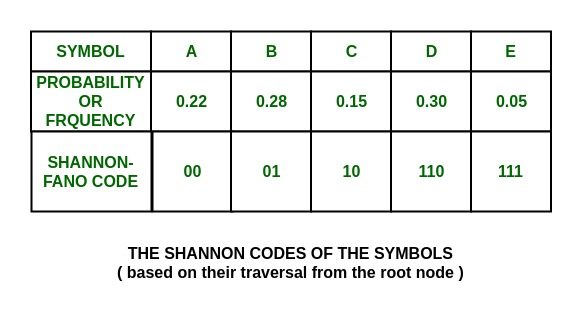 SYMBOL A B C D E
PROBABILITY
OR
FRQUENCY
0.22 0.28 0.15 0.30 0.05
SHANNON-
FANO CODE
00 01 10 110 111
THE SHANNON CODES OF THE SYMBOLS
( based on their traversal from the root node )